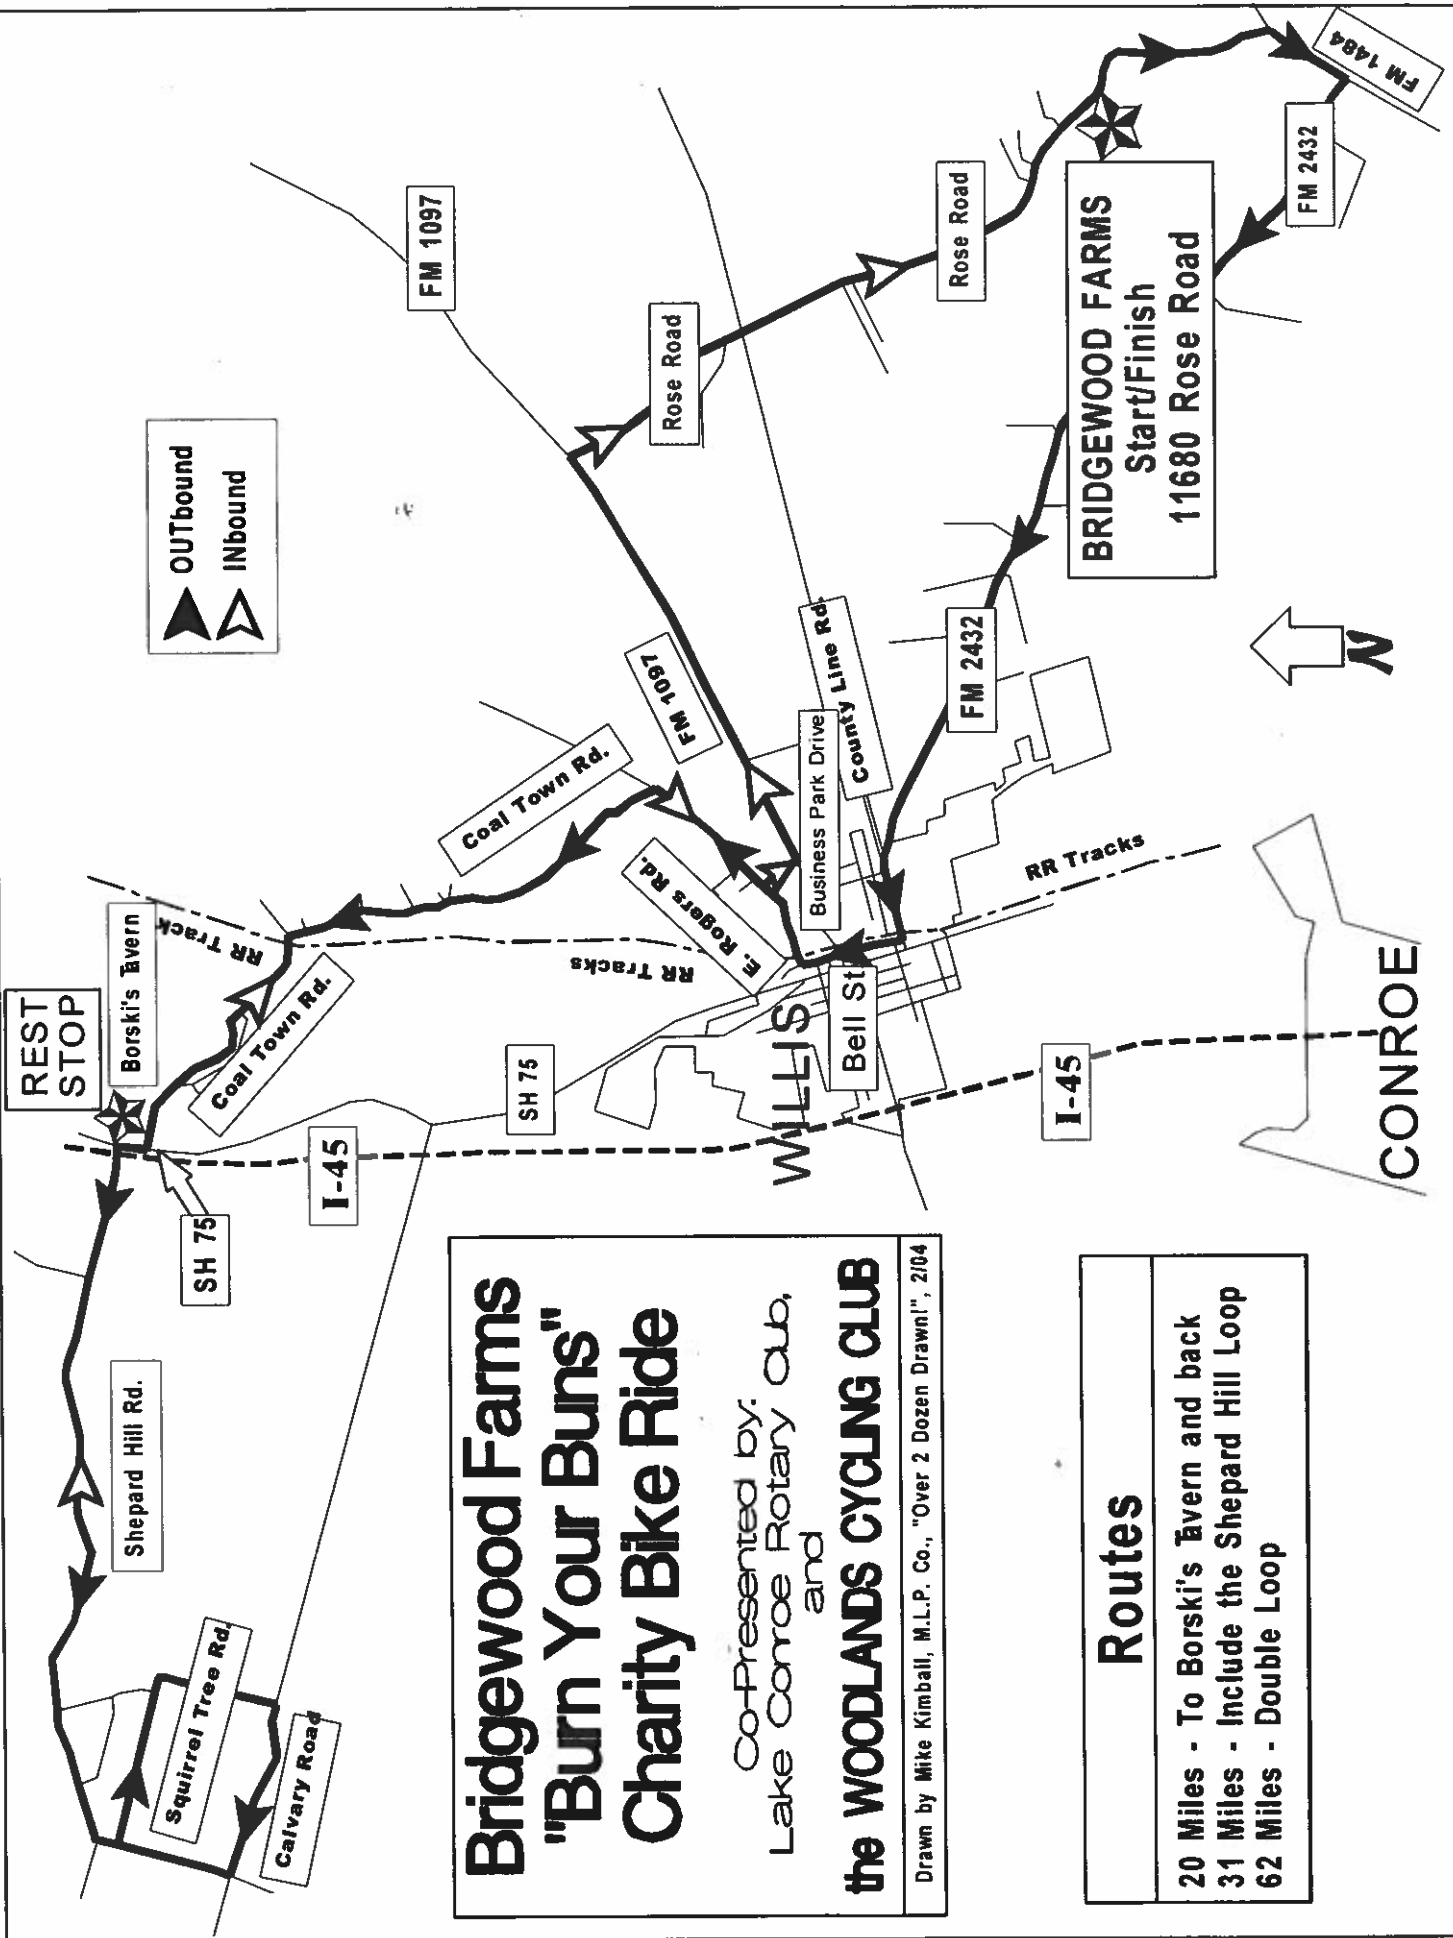 REST
STOP
Borski's Tavern
RR Track
Coal Town Rd.
SH 75
I-45
Shepard Hill Rd.
Squirrel Tree Rd.
Calvary Road
OUTbound
INbound
FM 1097
Coal Town Rd.
FM 1097
E. Rogers Rd.
RR Tracks
SH 75
WILLIS
Bell St
Business Park Drive
County Line Rd.
FM 2432
RR Tracks
I-45
CONROE
N
Rose Road
Rose Road
FM 1484
FM 2432
BRIDGEWOOD FARMS
Start/Finish
11680 Rose Road
Bridgewood Farms
"Burn Your Buns"
Charity Bike Ride
Co-Presented by:
Lake Conroe Rotary Club,
and
the WOODLANDS CYCLING CLUB
Drawn by Mike Kimball, M.L.P. Co., "Over 2 Dozen Drawn!", 2/04
Routes
20 Miles - To Borski's Tavern and back
31 Miles - Include the Shepard Hill Loop
62 Miles - Double Loop